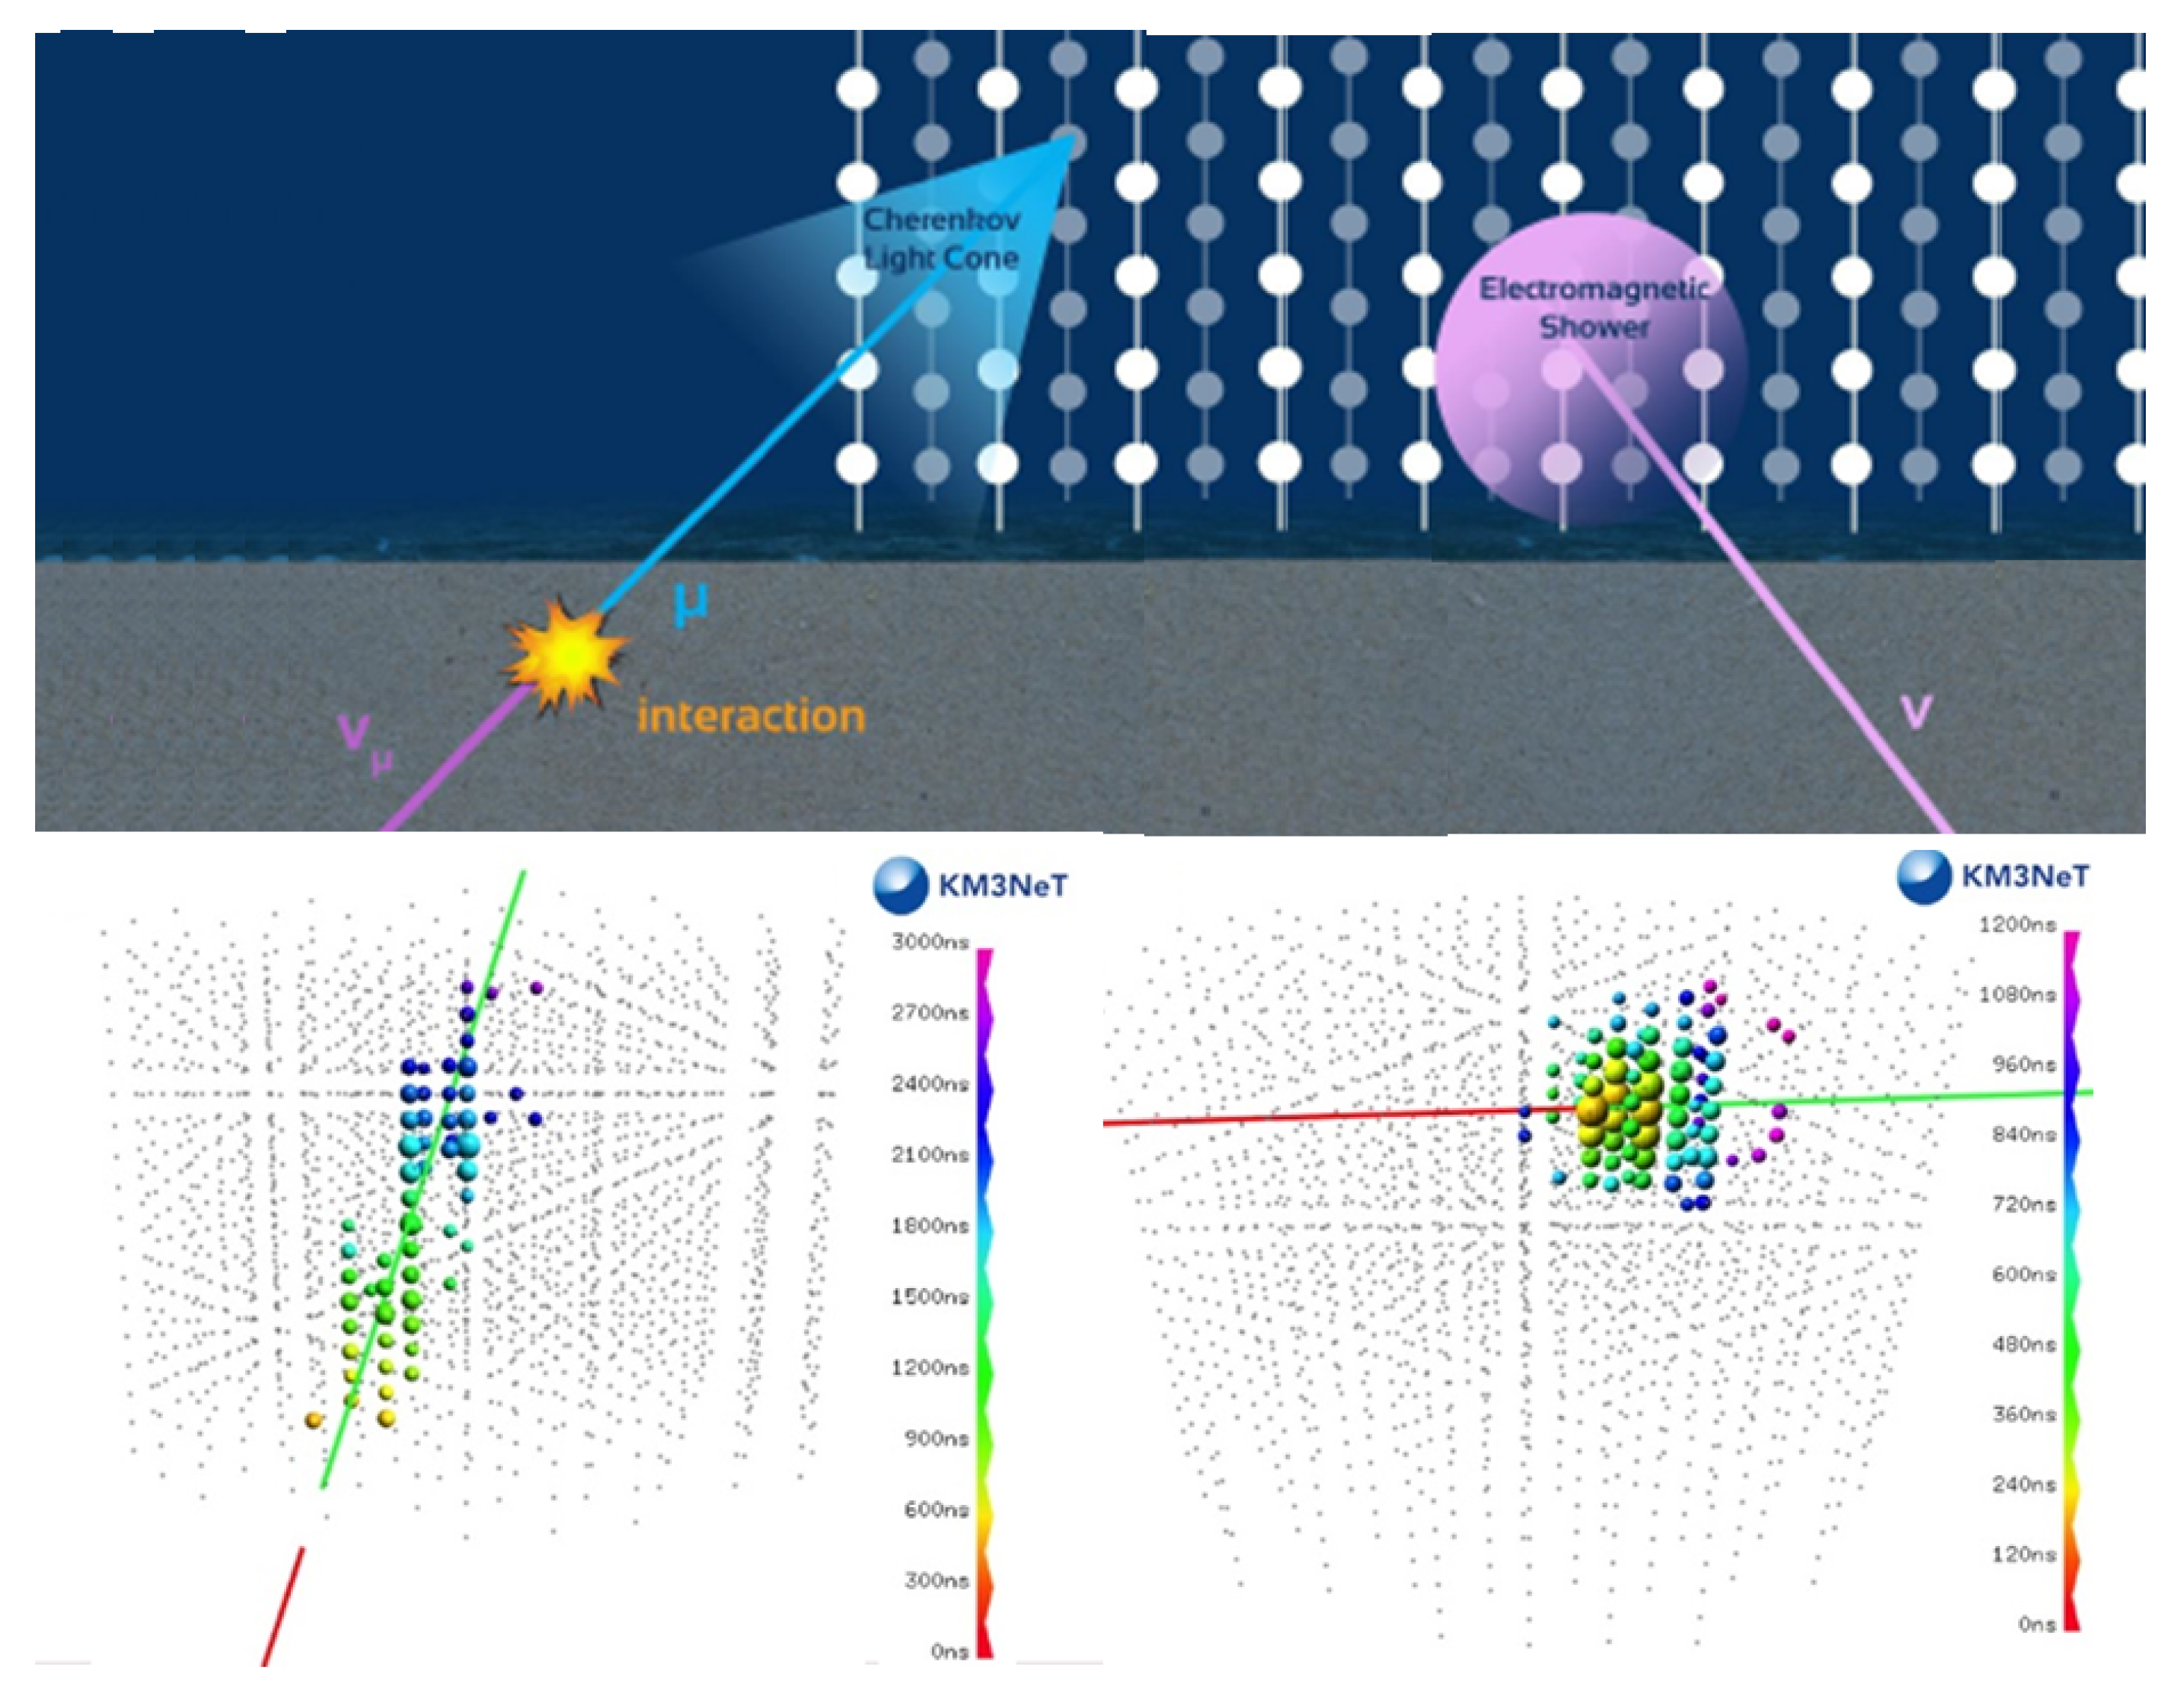 Cherenkov
Light Cone
Electromagnetic
Shower
μ
interaction
ν
μ
ν
KM3NeT
3000ns
2700ns
2400ns
2100ns
1800ns
1500ns
1200ns
900ns
600ns
300ns
0ns
KM3NeT
1200ns
1080ns
960ns
840ns
720ns
600ns
480ns
360ns
240ns
120ns
0ns